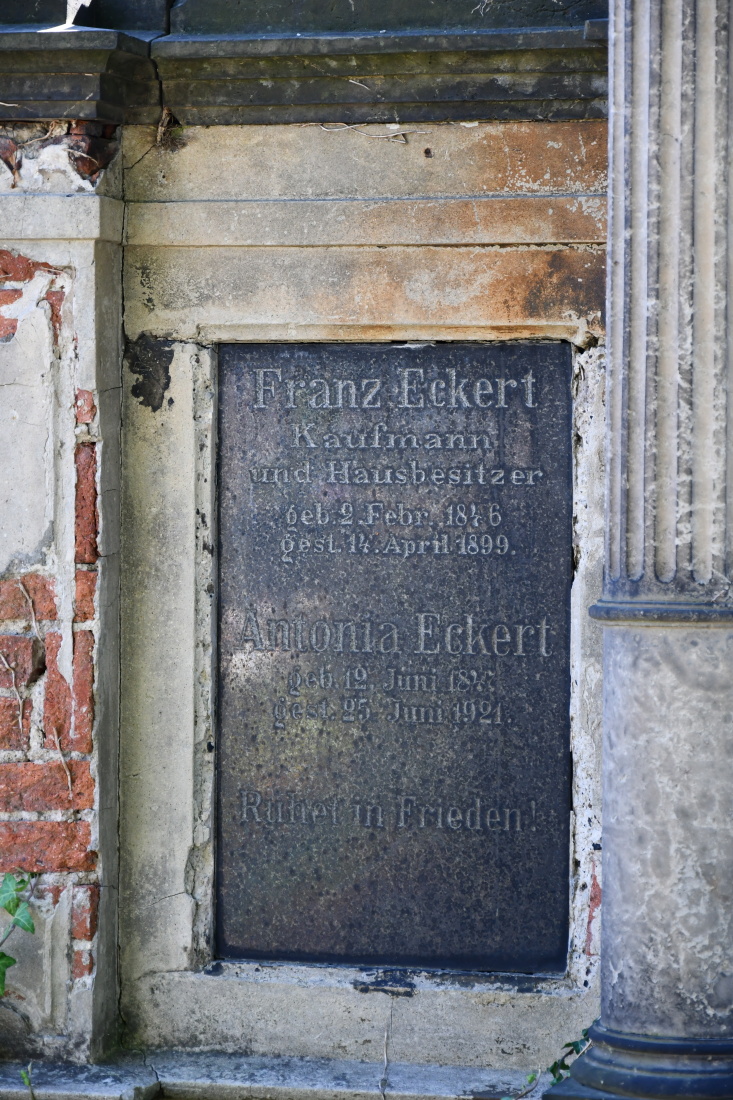 Franz Eckert
Kaufmann
und Hausbesitzer
geb. 2. Febr. 1846
gest. 14. April 1899.
Antonia Eckert
geb. 12. Juni
gest. 25. Juni 1921.
Ruhet in Frieden!